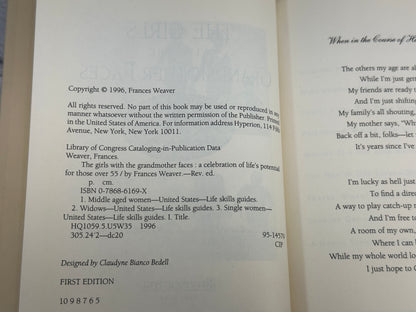 Copyright © 1996, Frances Weaver
All rights reserved. No part of this book may be used or reproduced in any
manner whatsoever without the written permission of the Publisher. Printed
in the United States of America. For information address Hyperion, 114 Fifth
Avenue, New York, New York 10011.
Library of Congress Cataloging-in-Publication Data
Weaver, Frances.
The girls with the grandmother faces : a celebration of life's potential
for those over 55 / by Frances Weaver.—Rev. ed.
p. cm.
ISBN 0-7868-6169-X
1. Middle aged women—United States—Life skills guides.
2. Widows—United States—Life skills guides. 3. Single women—
United States—Life skills guides. I. Title.
HQ1059.5.U5W35 1996
305.24'2—dc20 95-14579
CIP
Designed by Claudyne Bianco Bedell
FIRST EDITION
10 9 8 7 6 5
When in the Course of H
The others my age are al
While I'm just gett
My friends are ready t
And I'm just shifting
My family's all shouting,
My mother says, "Wh
Back off a bit, folks—let
It's years since I've
I'm lucky as hell just
To find a dire
A way to play catch-up
And I'm free t
A room of my own,
Where I can l
While my whole world lo
I just hope to G